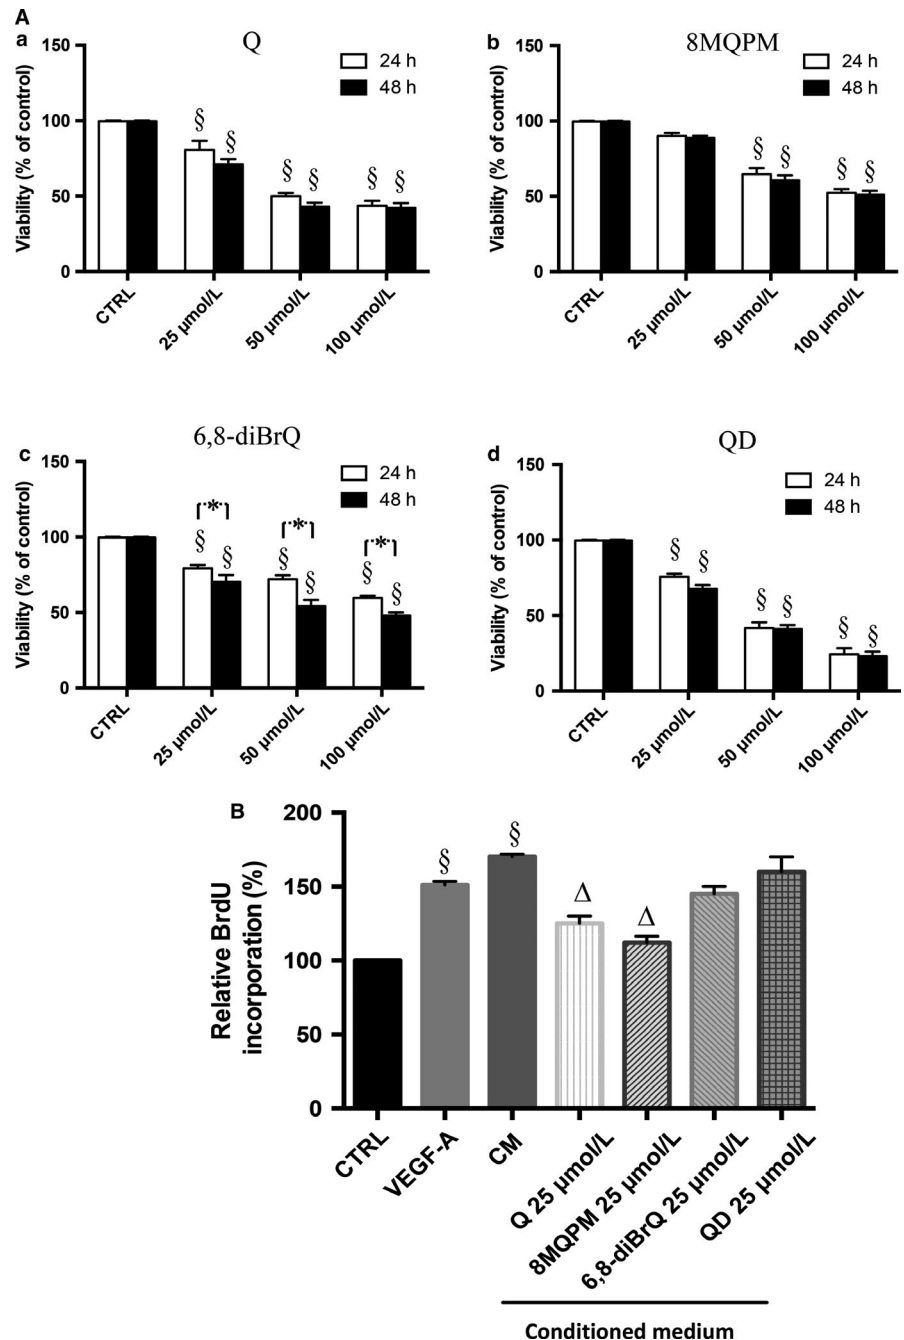 A
a
Q
150
100
50
0
Viability (% of control)
24 h
48 h
§
§
§
§
§
§
CTRL
25 µmol/L
50 µmol/L
100 µmol/L
b
8MQPM
150
100
50
0
Viability (% of control)
24 h
48 h
§
§
§
§
CTRL
25 µmol/L
50 µmol/L
100 µmol/L
c
6,8-diBrQ
150
100
50
0
Viability (% of control)
24 h
48 h
*
*
*
§
§
§
§
§
§
CTRL
25 µmol/L
50 µmol/L
100 µmol/L
d
QD
150
100
50
0
Viability (% of control)
24 h
48 h
§
§
§
§
§
§
CTRL
25 µmol/L
50 µmol/L
100 µmol/L
B
200
150
100
50
0
Relative BrdU
incorporation (%)
§
§
Δ
Δ
CTRL
VEGF-A
CM
Q 25 µmol/L
8MQPM 25 µmol/L
6,8-diBrQ 25 µmol/L
QD 25 µmol/L
Conditioned medium